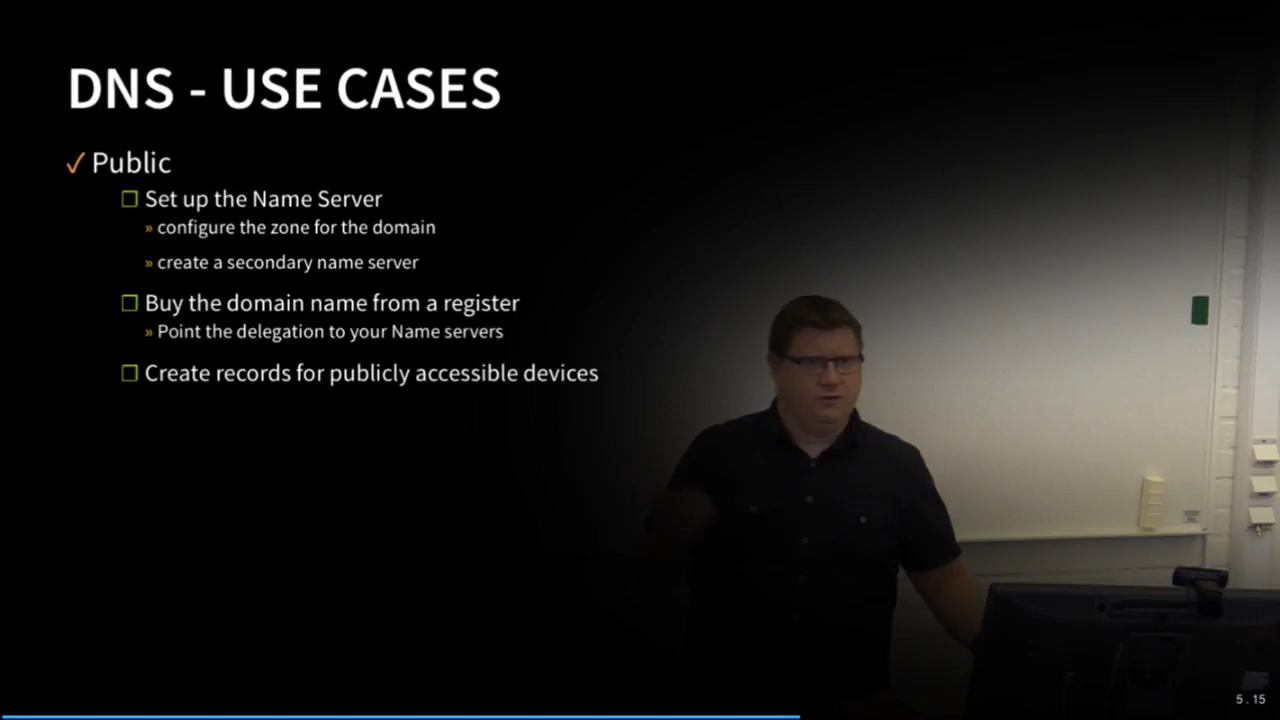 DNS - USE CASES
✓ Public
❒ Set up the Name Server
» configure the zone for the domain
» create a secondary name server
❒ Buy the domain name from a register
» Point the delegation to your Name servers
❒ Create records for publicly accessible devices
5 . 15